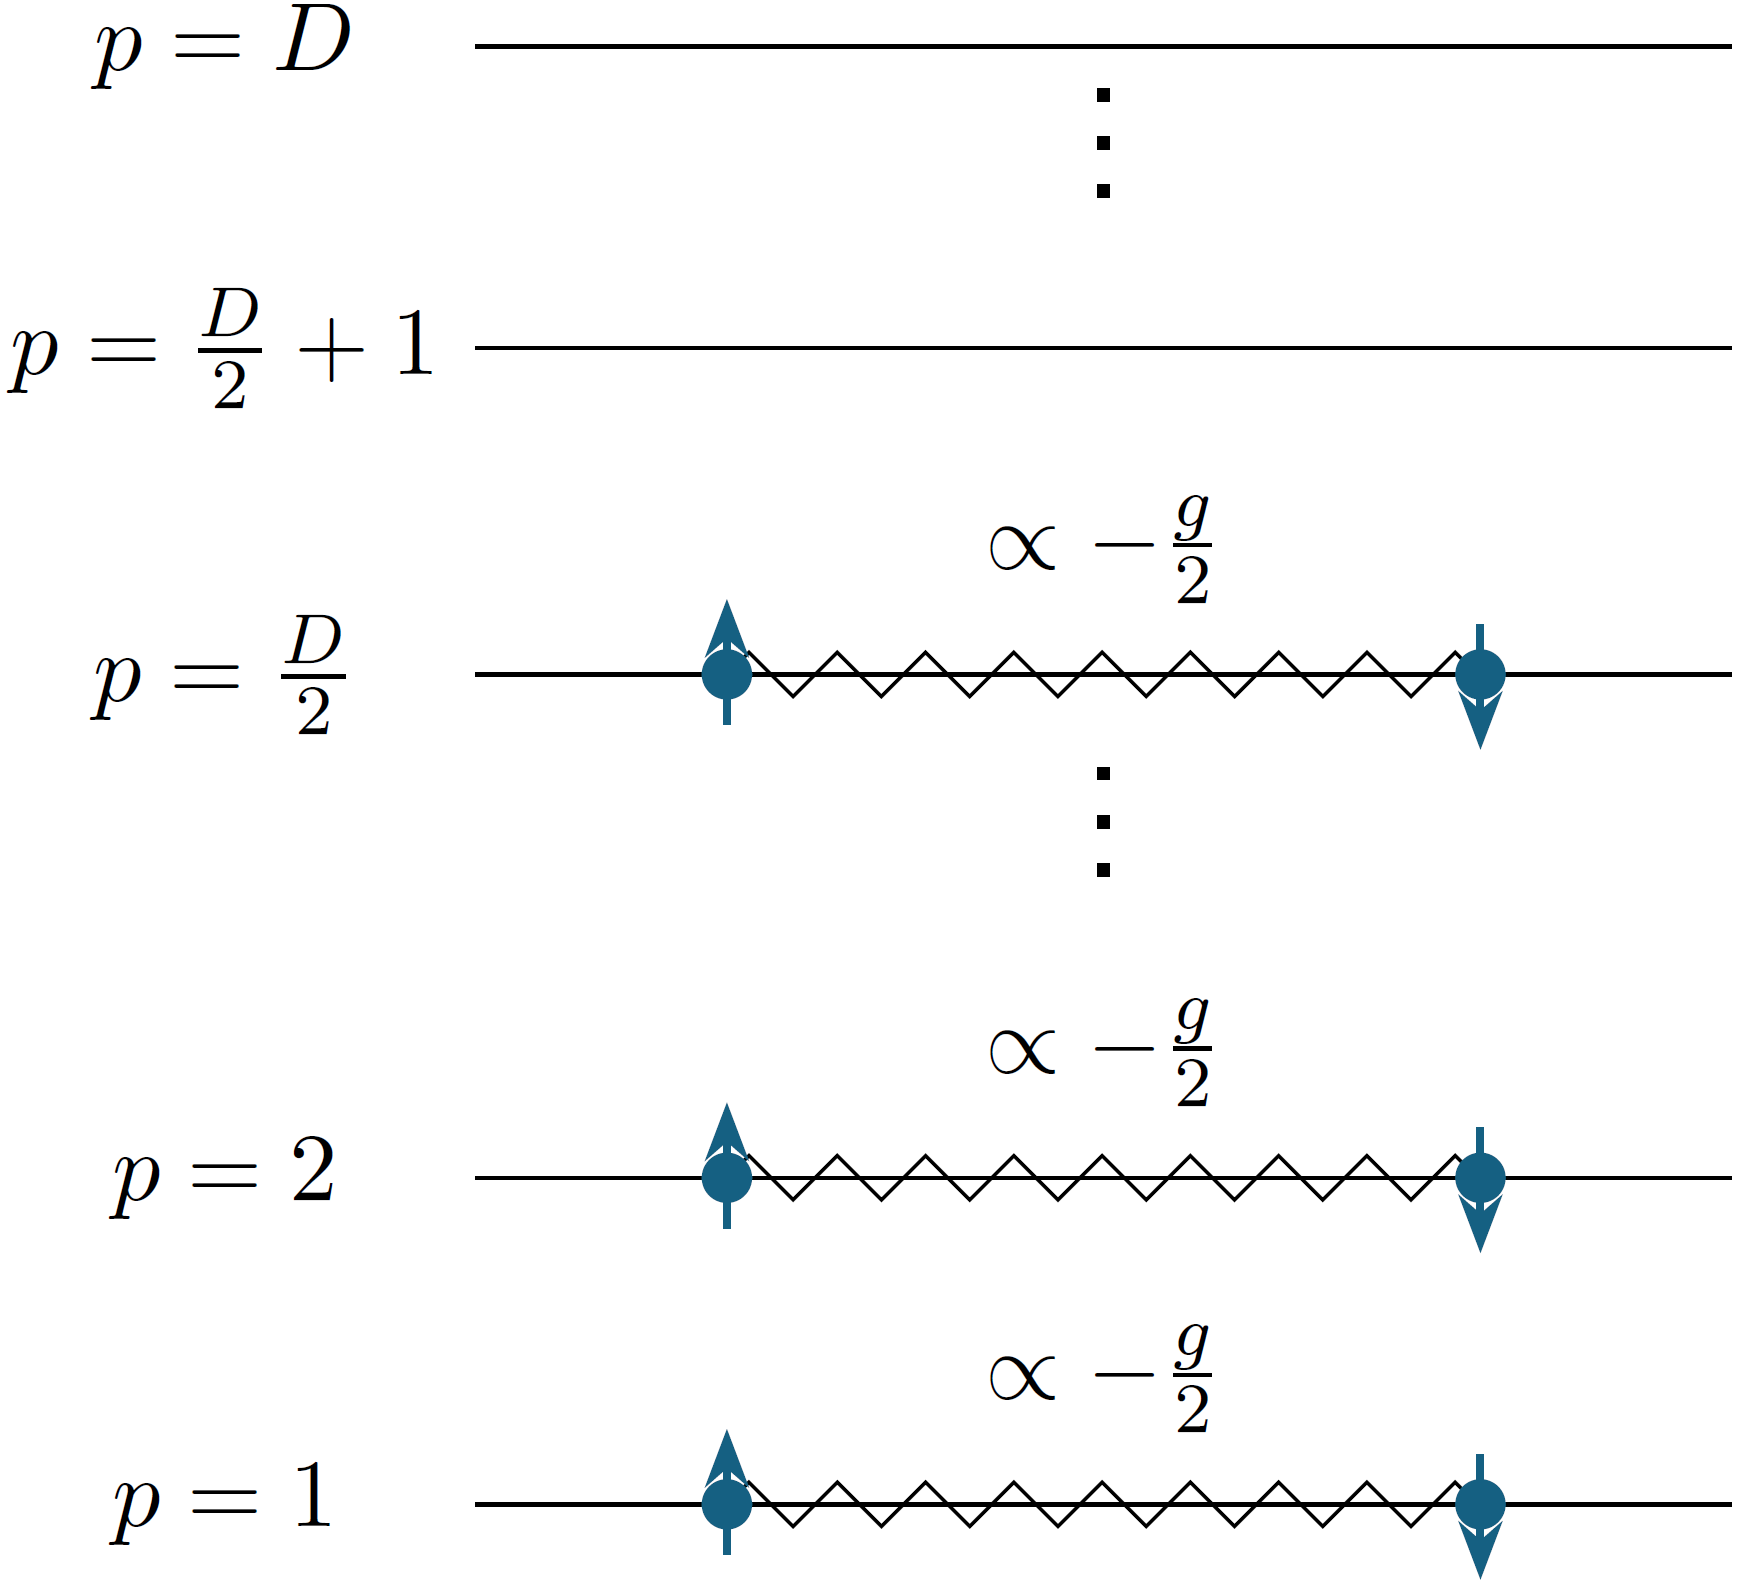 p = D
p = D/2 + 1
∝ −g/2
p = D/2
∝ −g/2
p = 2
∝ −g/2
p = 1